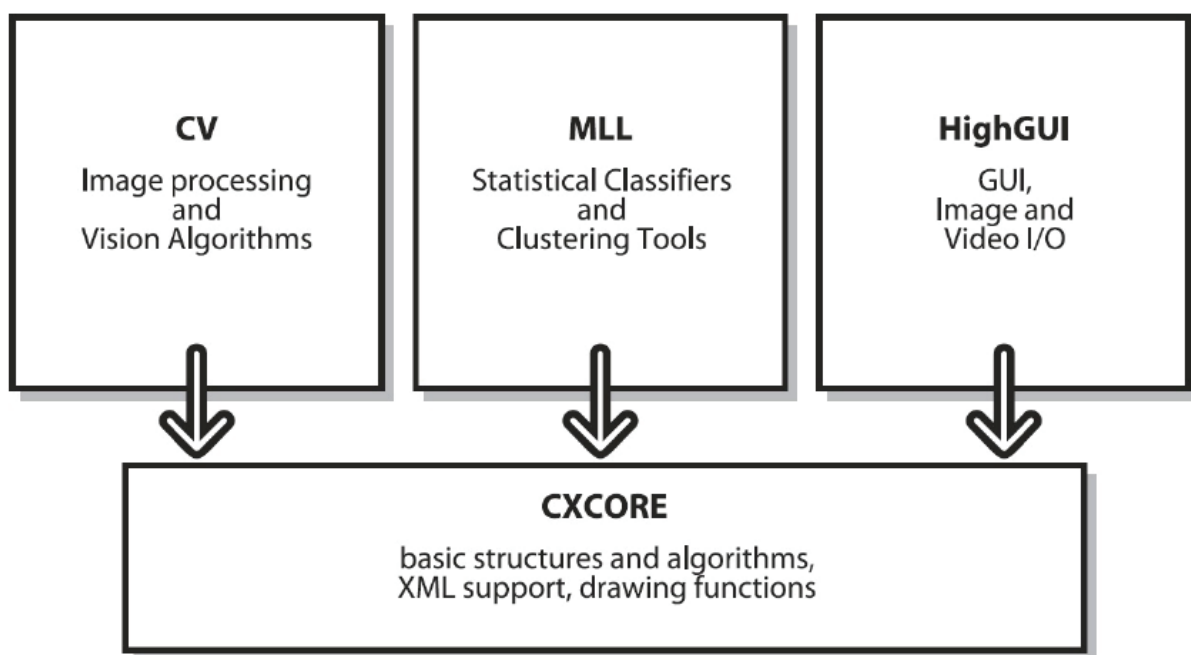 CV
Image processing
and
Vision Algorithms
MLL
Statistical Classifiers
and
Clustering Tools
HighGUI
GUI,
Image and
Video I/O
CXCORE
basic structures and algorithms,
XML support, drawing functions